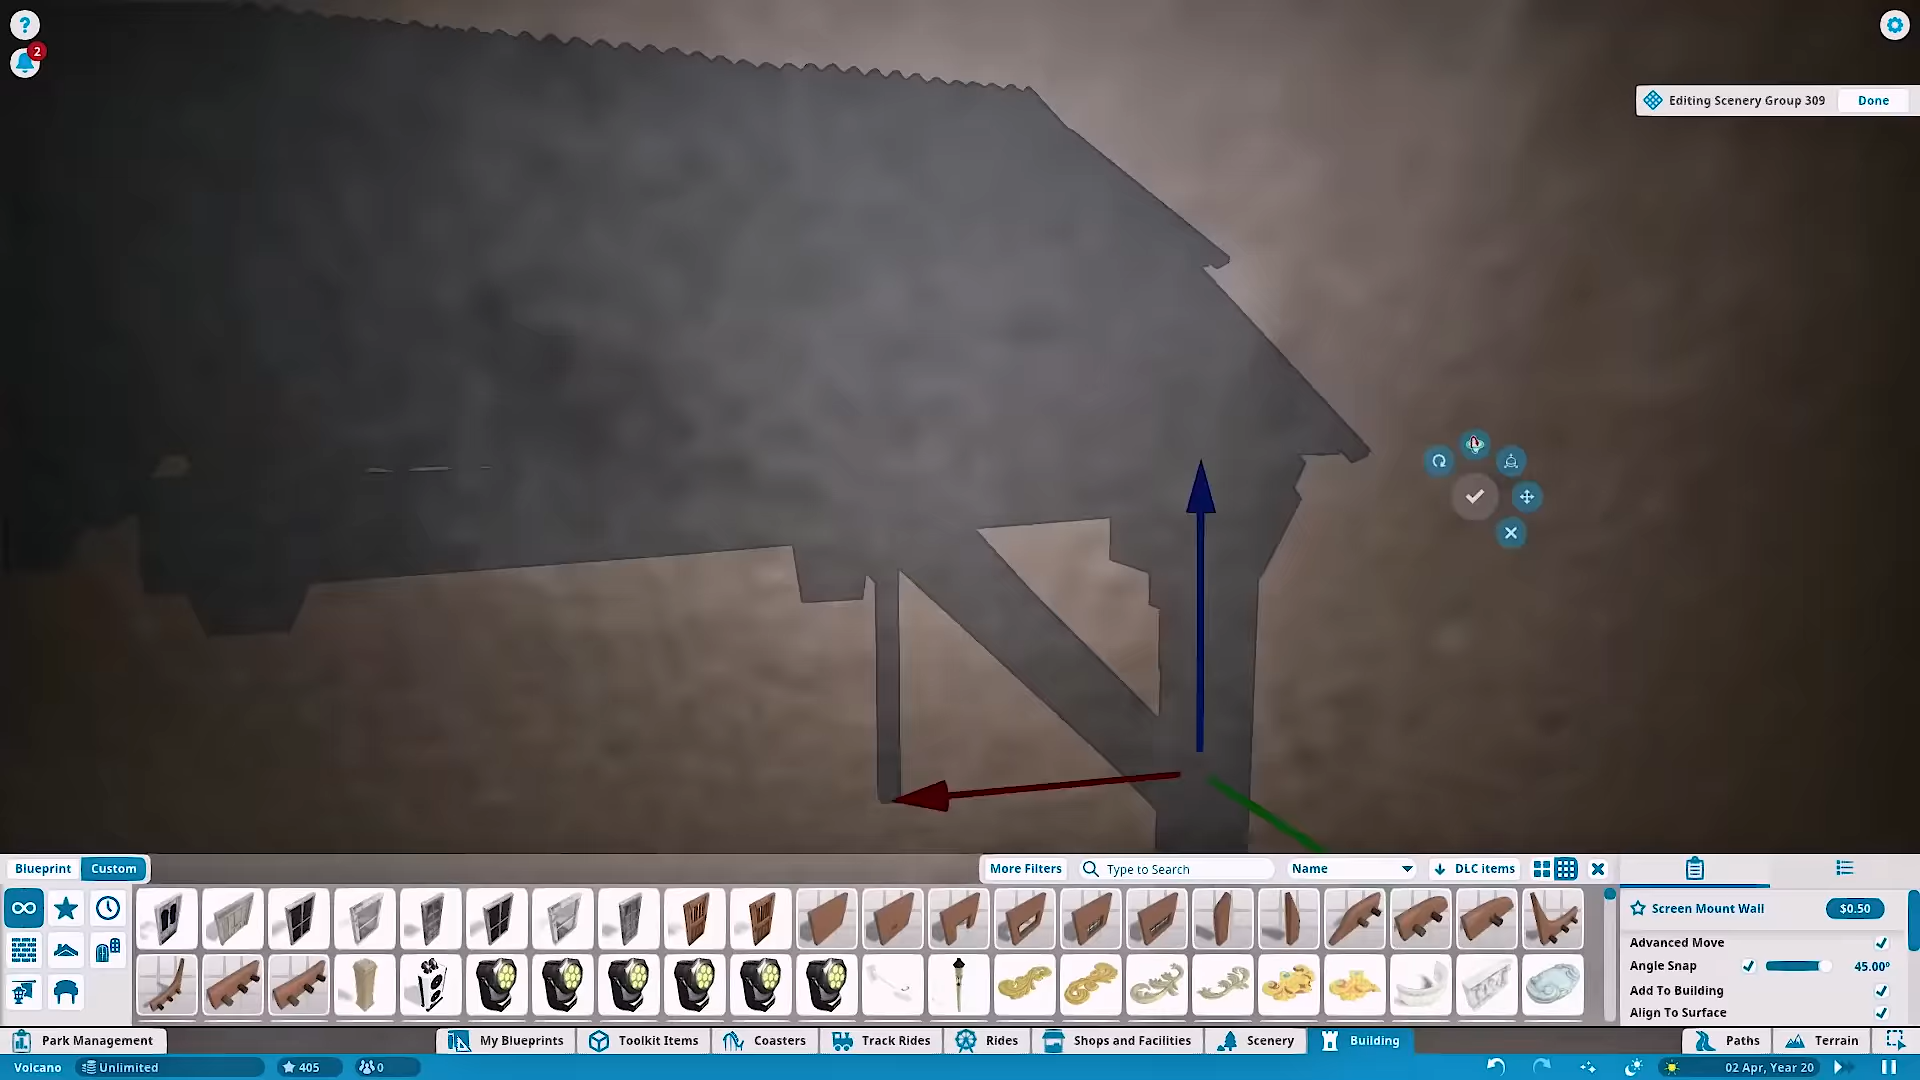 ?
2
Editing Scenery Group 309
Done
Blueprint
Custom
More Filters
Type to Search
Name
DLC items
Screen Mount Wall
$0.50
Advanced Move
Angle Snap
45.00º
Add To Building
Align To Surface
Park Management
My Blueprints
Toolkit Items
Coasters
Track Rides
Rides
Shops and Facilities
Scenery
Building
Paths
Terrain
Volcano
Unlimited
405
0
02 Apr, Year 20